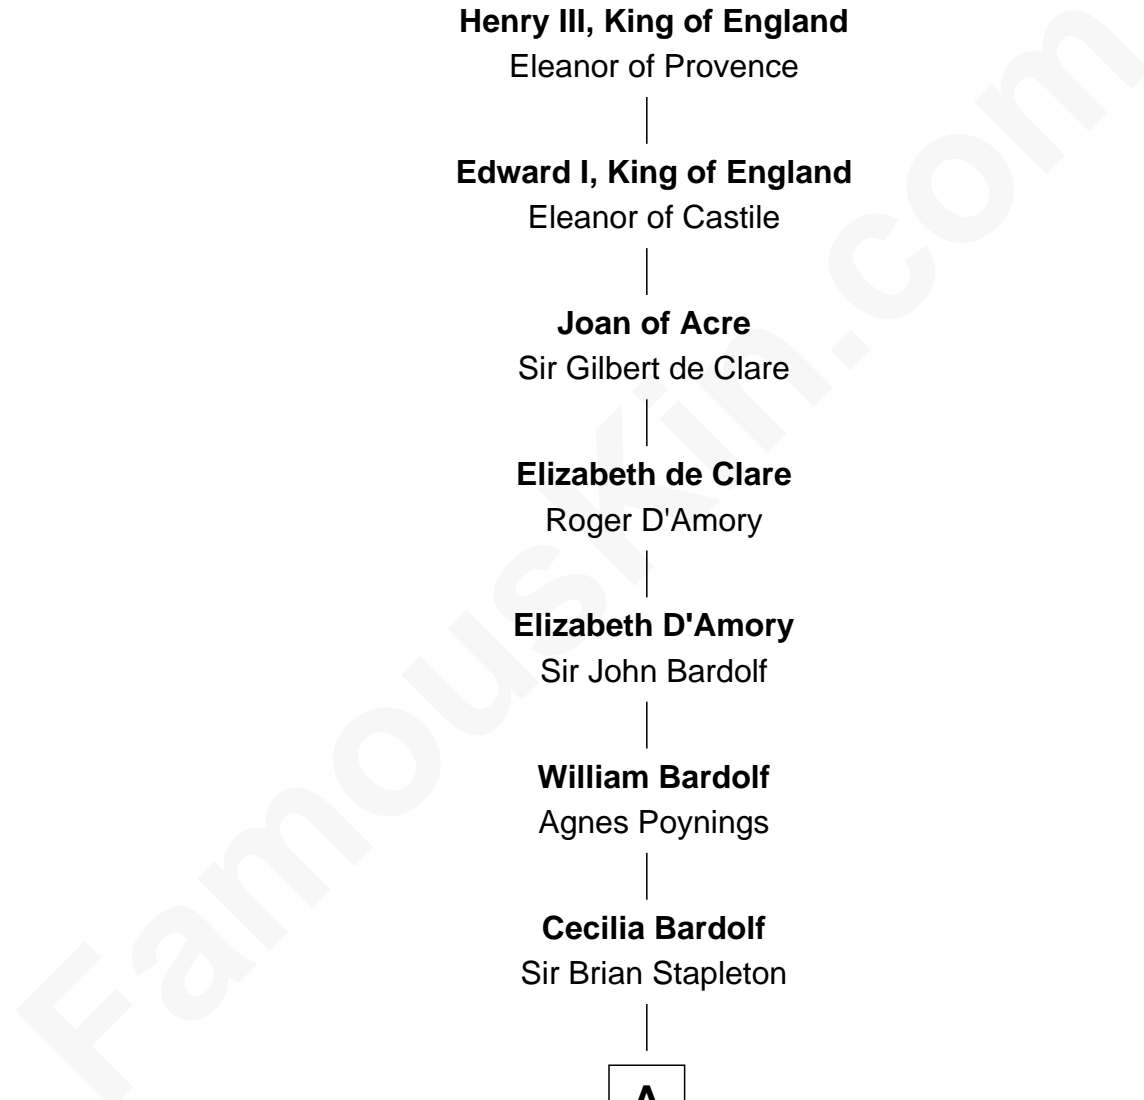 Henry III, King of England
Eleanor of Provence
Edward I, King of England
Eleanor of Castile
Joan of Acre
Sir Gilbert de Clare
Elizabeth de Clare
Roger D'Amory
Elizabeth D'Amory
Sir John Bardolf
William Bardolf
Agnes Poynings
Cecilia Bardolf
Sir Brian Stapleton
A
FamousKin.com